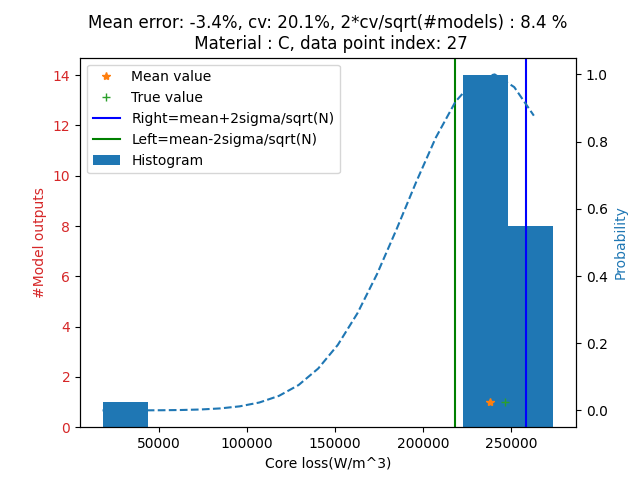 Mean error: -3.4%, cv: 20.1%, 2*cv/sqrt(#models) : 8.4 %
Material : C, data point index: 27
Mean value
True value
Right=mean+2sigma/sqrt(N)
Left=mean-2sigma/sqrt(N)
Histogram
#Model outputs
14
12
10
8
6
4
2
0
1.0
0.8
0.6
0.4
0.2
0.0
Probability
50000 100000 150000 200000 250000
Core loss(W/m^3)